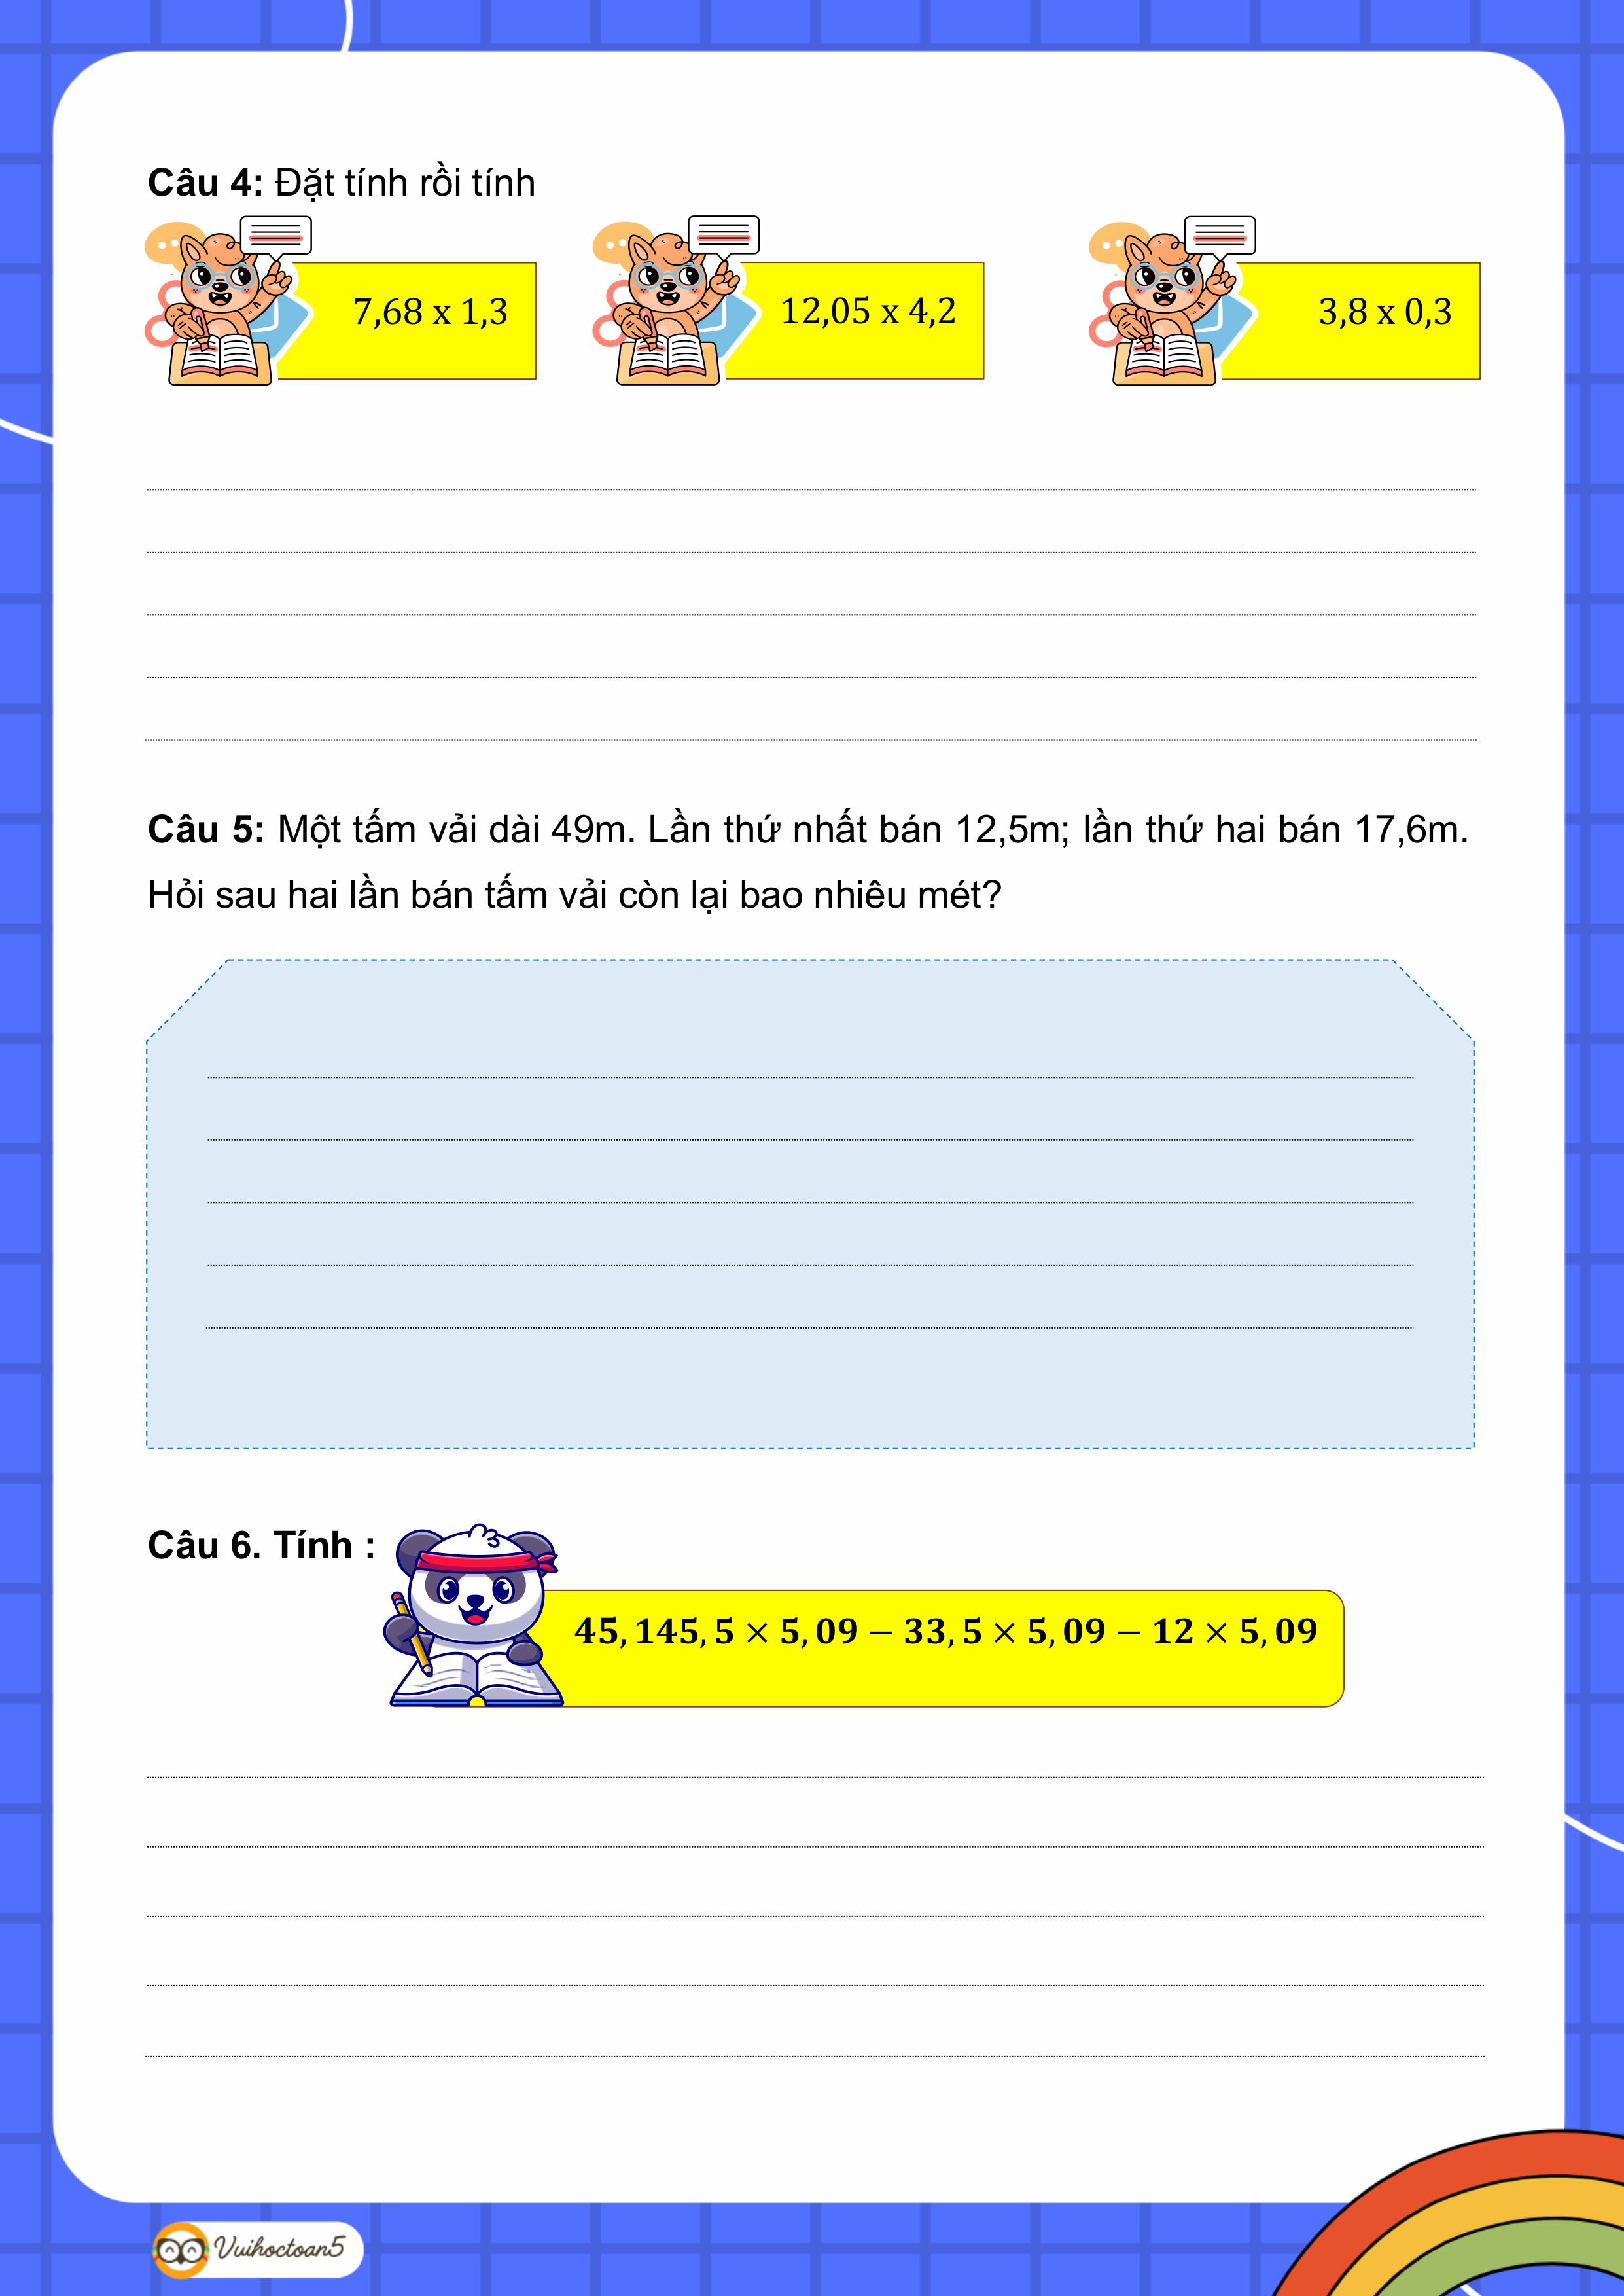 Câu 4: Đặt tính rồi tính
7,68 x 1,3
12,05 x 4,2
3,8 x 0,3
Câu 5: Một tấm vải dài 49m. Lần thứ nhất bán 12,5m; lần thứ hai bán 17,6m.
Hỏi sau hai lần bán tấm vải còn lại bao nhiêu mét?
Câu 6. Tính :
45, 145, 5 × 5, 09 − 33, 5 × 5, 09 − 12 × 5, 09
Vuihoctoan5